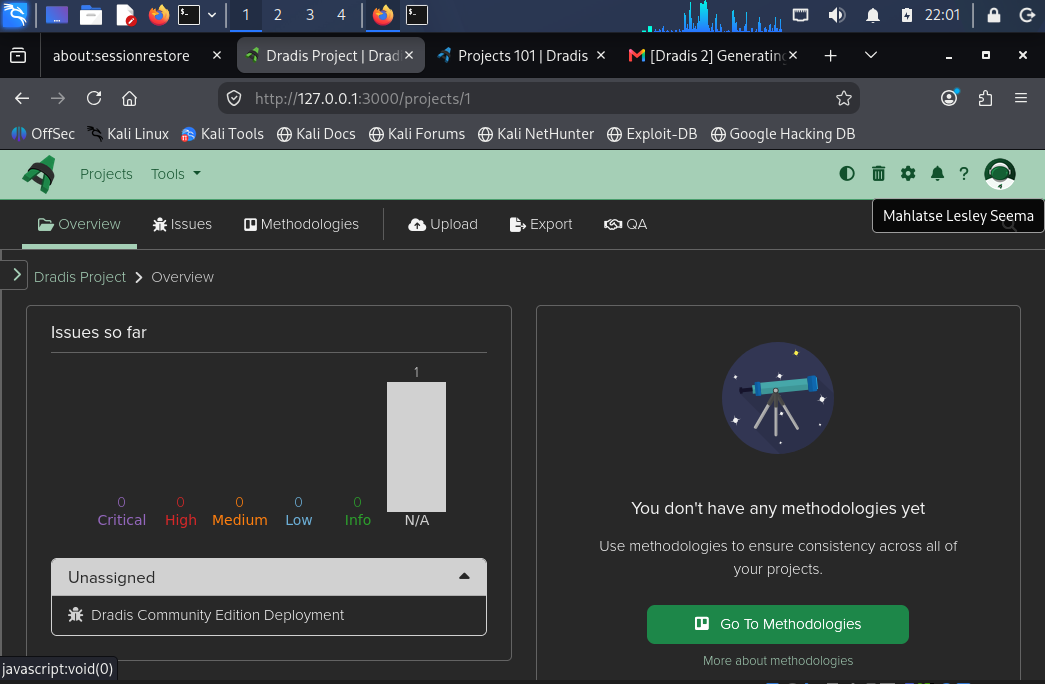 1 2 3 4 22:01
about:sessionrestore Dradis Project | Drad Projects 101 | Dradis [Dradis 2] Generating
http://127.0.0.1:3000/projects/1
OffSec Kali Linux Kali Tools Kali Docs Kali Forums Kali NetHunter Exploit-DB Google Hacking DB
Projects Tools ?
Mahlatse Lesley Seema
Overview Issues Methodologies Upload Export QA
Dradis Project Overview
Issues so far
1
0 0 0 0 0
Critical High Medium Low Info N/A
Unassigned
Dradis Community Edition Deployment
You don't have any methodologies yet
Use methodologies to ensure consistency across all of
your projects.
Go To Methodologies
More about methodologies
javascript:void(0)